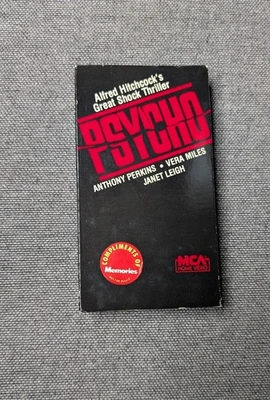 Alfred Hitchcock's
Great Shock Thriller
PSYCHO
ANTHONY PERKINS • VERA MILES
JANET LEIGH
COMPLIMENTS OF
Memories
MCA
HOME VIDEO